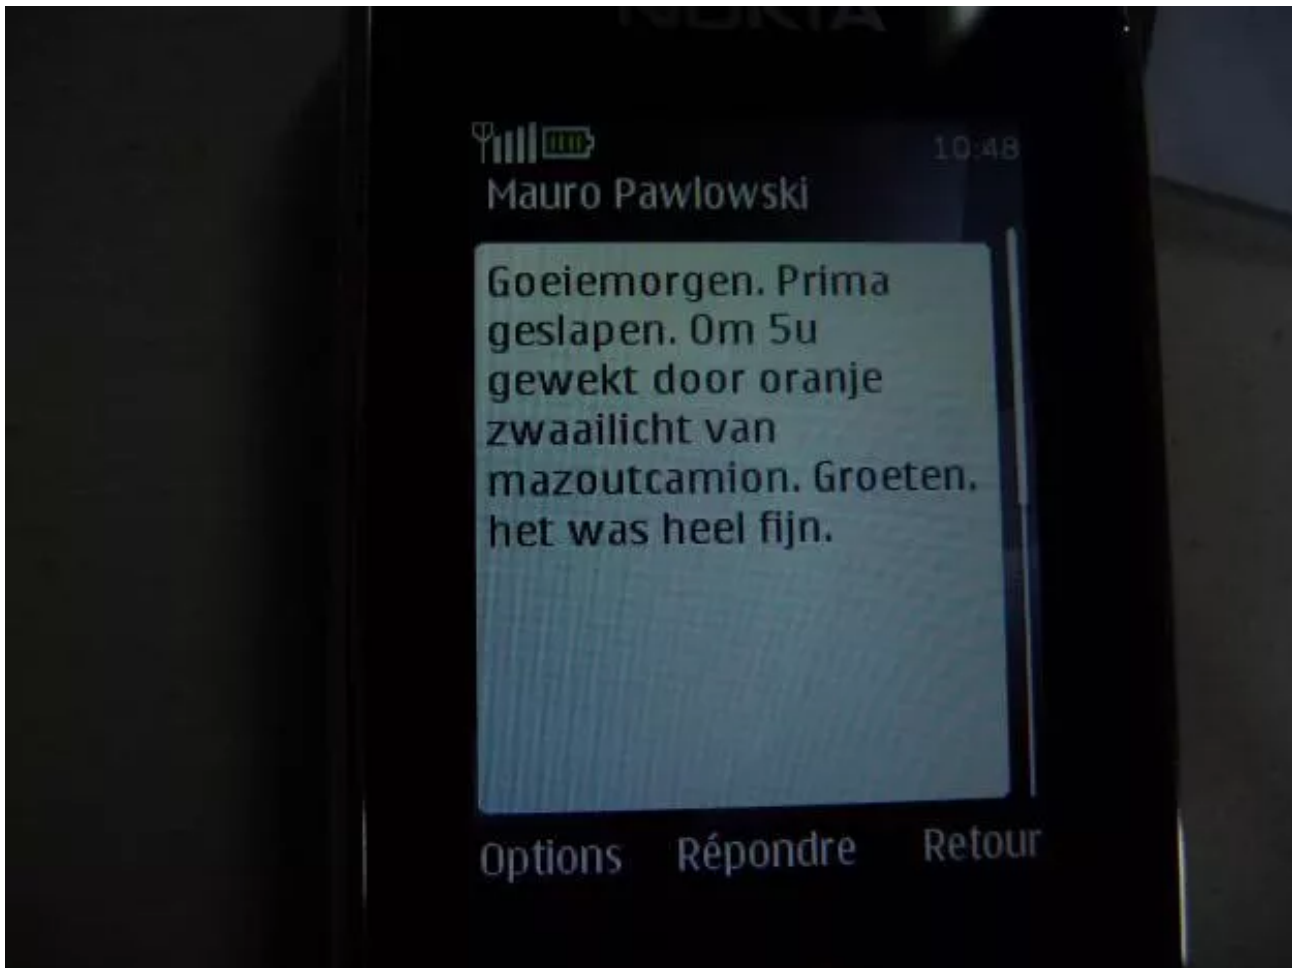 NOKIA
10:48
Mauro Pawlowski
Goeiemorgen. Prima
geslapen. Om 5u
gewekt door oranje
zwaailicht van
mazoutcamion. Groeten.
het was heel fijn.
Options Répondre Retour